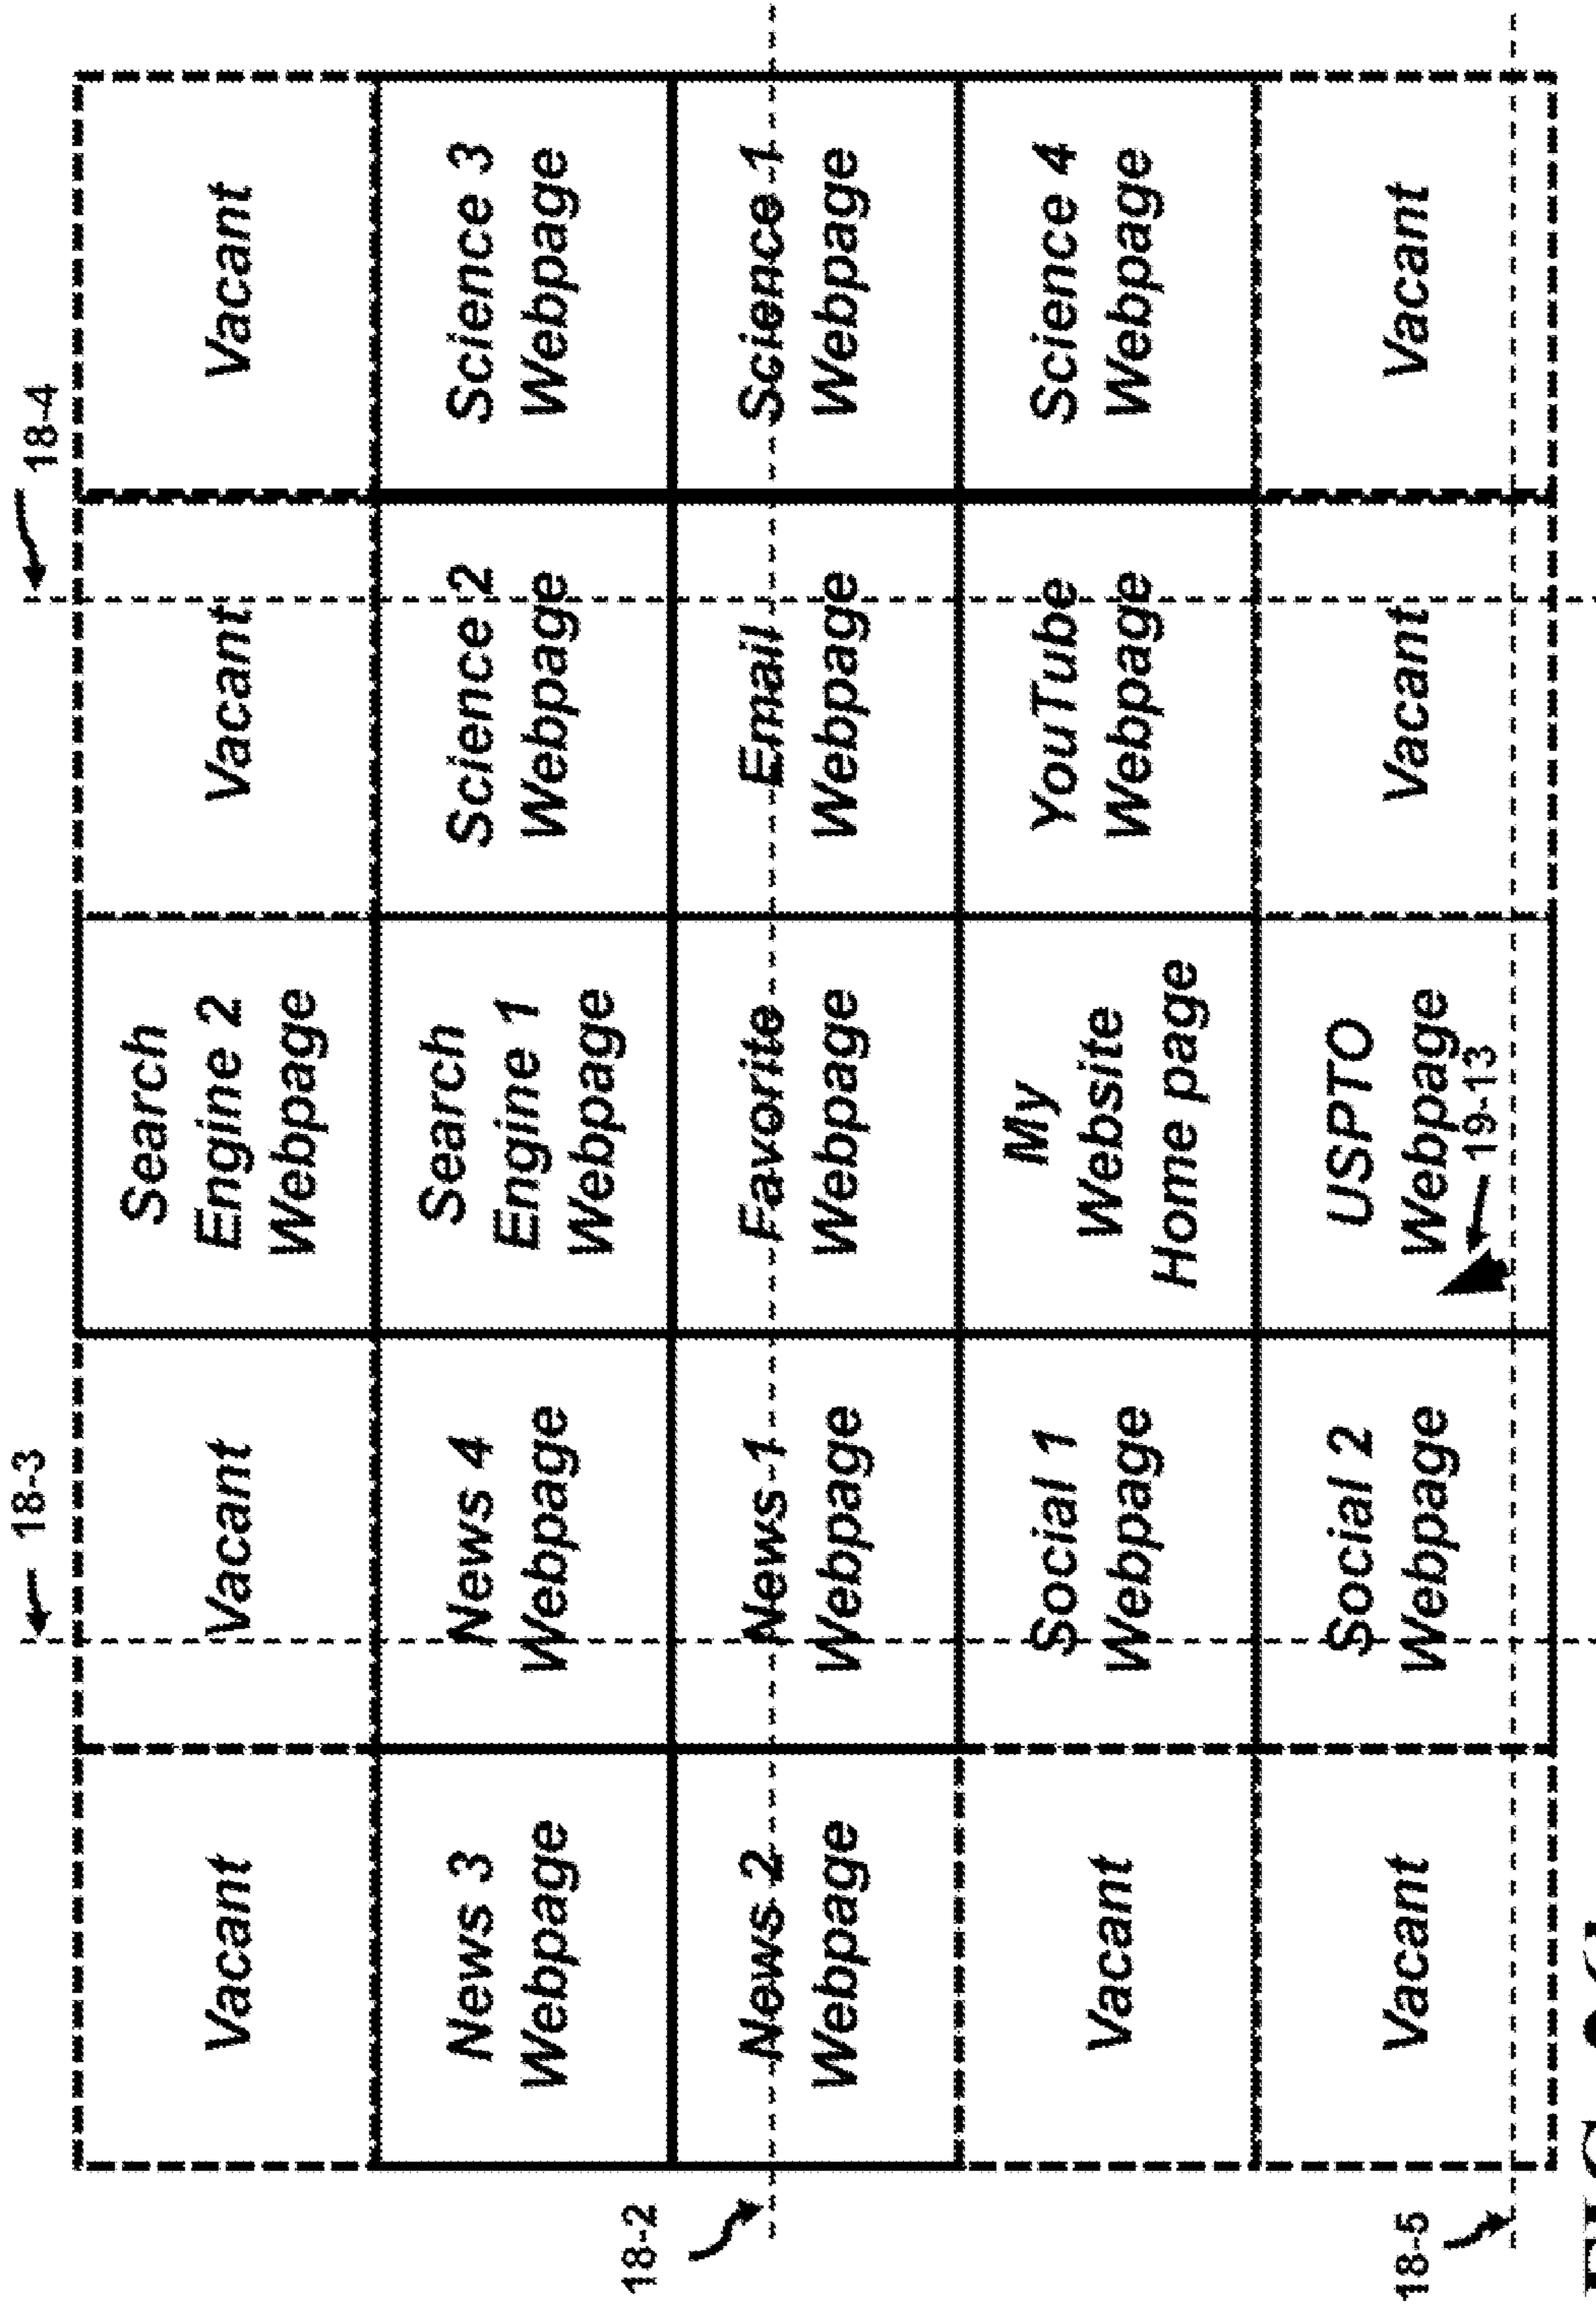 18-3
18-4
Vacant
Vacant
Search
Engine 2
Webpage
Vacant
Vacant
News 3
Webpage
News 4
Webpage
Search
Engine 1
Webpage
Science 2
Webpage
Science 3
Webpage
18-2
News 2
Webpage
News 1
Webpage
Favorite
Webpage
Email
Webpage
Science 1
Webpage
Vacant
Social 1
Webpage
My
Website
Home page
YouTube
Webpage
Science 4
Webpage
18-5
Vacant
Social 2
Webpage
USPTO
Webpage
19-13
Vacant
Vacant